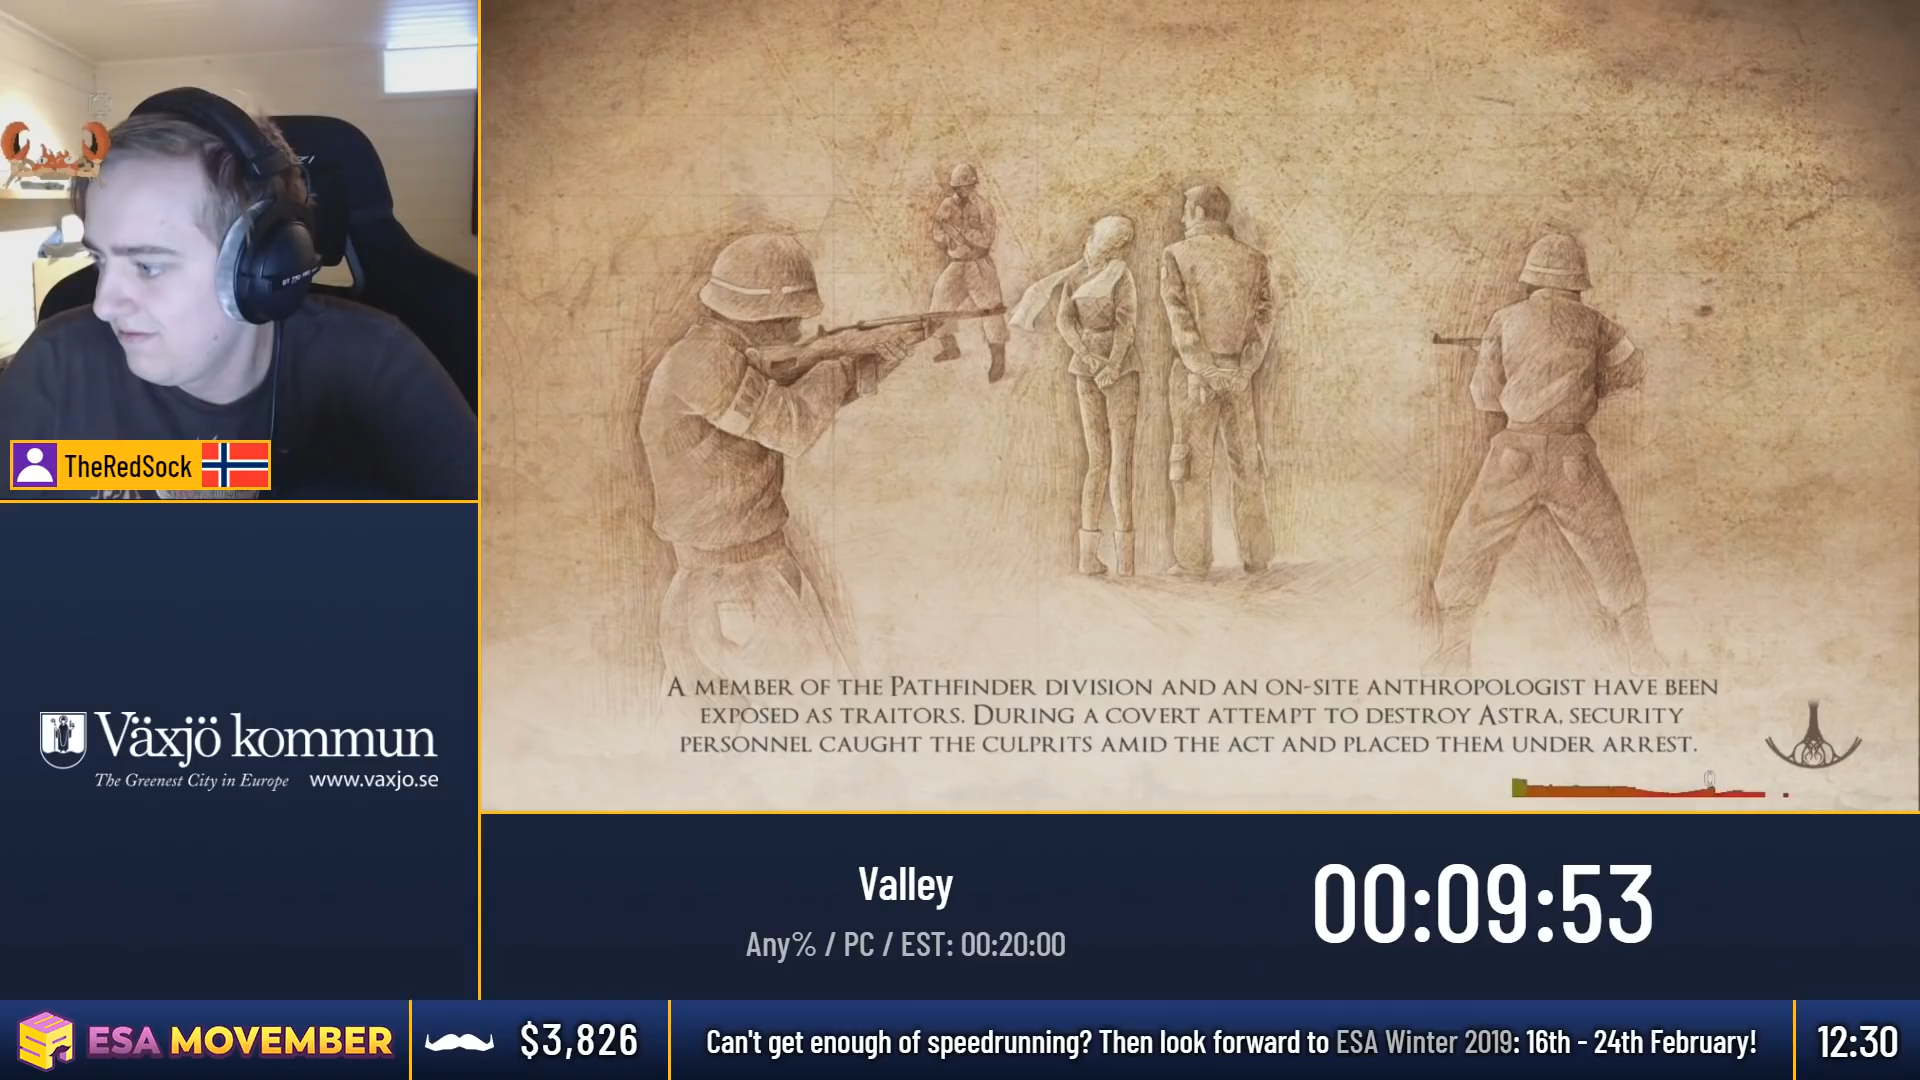 TheRedSock
Växjö kommun
The Greenest City in Europe www.vaxjo.se
A MEMBER OF THE PATHFINDER DIVISION AND AN ON-SITE ANTHROPOLOGIST HAVE BEEN
EXPOSED AS TRAITORS. DURING A COVERT ATTEMPT TO DESTROY ASTRA, SECURITY
PERSONNEL CAUGHT THE CULPRITS AMID THE ACT AND PLACED THEM UNDER ARREST.
Valley
Any% / PC / EST: 00:20:00
00:09:53
ESA MOVEMBER
$3,826
Can't get enough of speedrunning? Then look forward to ESA Winter 2019: 16th - 24th February!
12:30